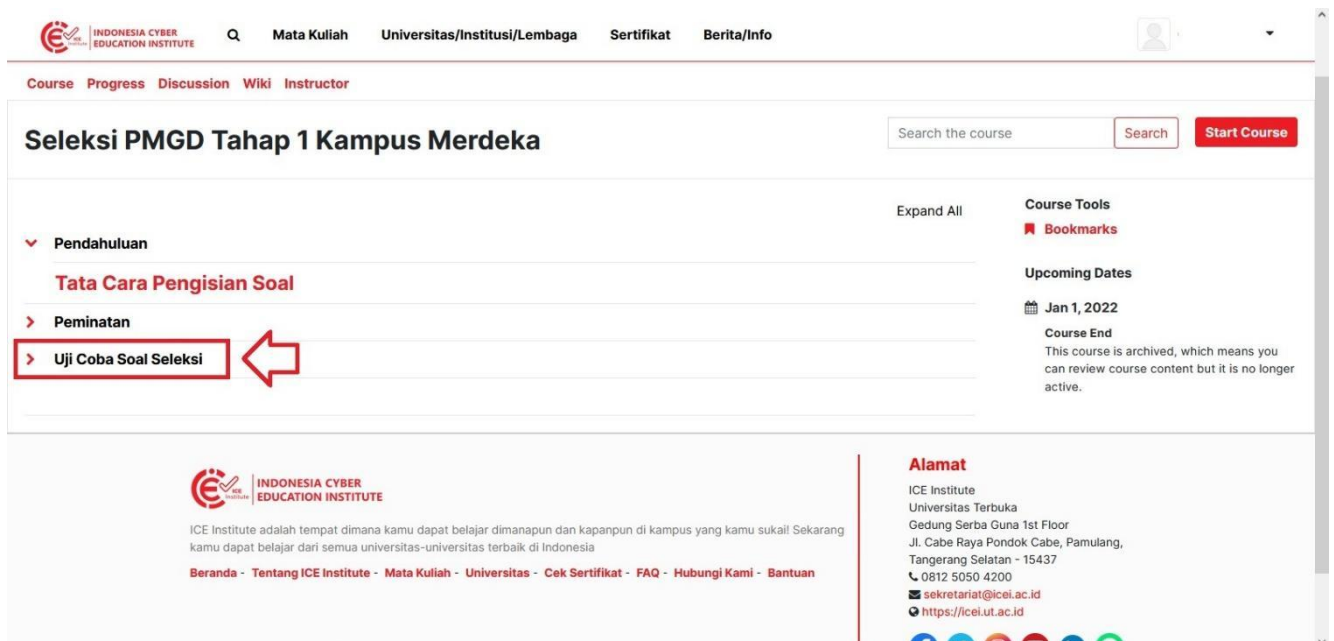 ICE Institute
INDONESIA CYBER
EDUCATION INSTITUTE
Mata Kuliah
Universitas/Institusi/Lembaga
Sertifikat
Berita/Info
Course Progress Discussion Wiki Instructor
Seleksi PMGD Tahap 1 Kampus Merdeka
Search the course
Search
Start Course
Expand All
Pendahuluan
Tata Cara Pengisian Soal
Peminatan
Uji Coba Soal Seleksi
Course Tools
Bookmarks
Upcoming Dates
Jan 1, 2022
Course End
This course is archived, which means you
can review course content but it is no longer
active.
ICE Institute
INDONESIA CYBER
EDUCATION INSTITUTE
ICE Institute adalah tempat dimana kamu dapat belajar dimanapun dan kapanpun di kampus yang kamu sukai! Sekarang
kamu dapat belajar dari semua universitas-universitas terbaik di Indonesia
Beranda - Tentang ICE Institute - Mata Kuliah - Universitas - Cek Sertifikat - FAQ - Hubungi Kami - Bantuan
Alamat
ICE Institute
Universitas Terbuka
Gedung Serba Guna 1st Floor
Jl. Cabe Raya Pondok Cabe, Pamulang,
Tangerang Selatan - 15437
0812 5050 4200
sekretariat@icei.ac.id
https://icei.ut.ac.id